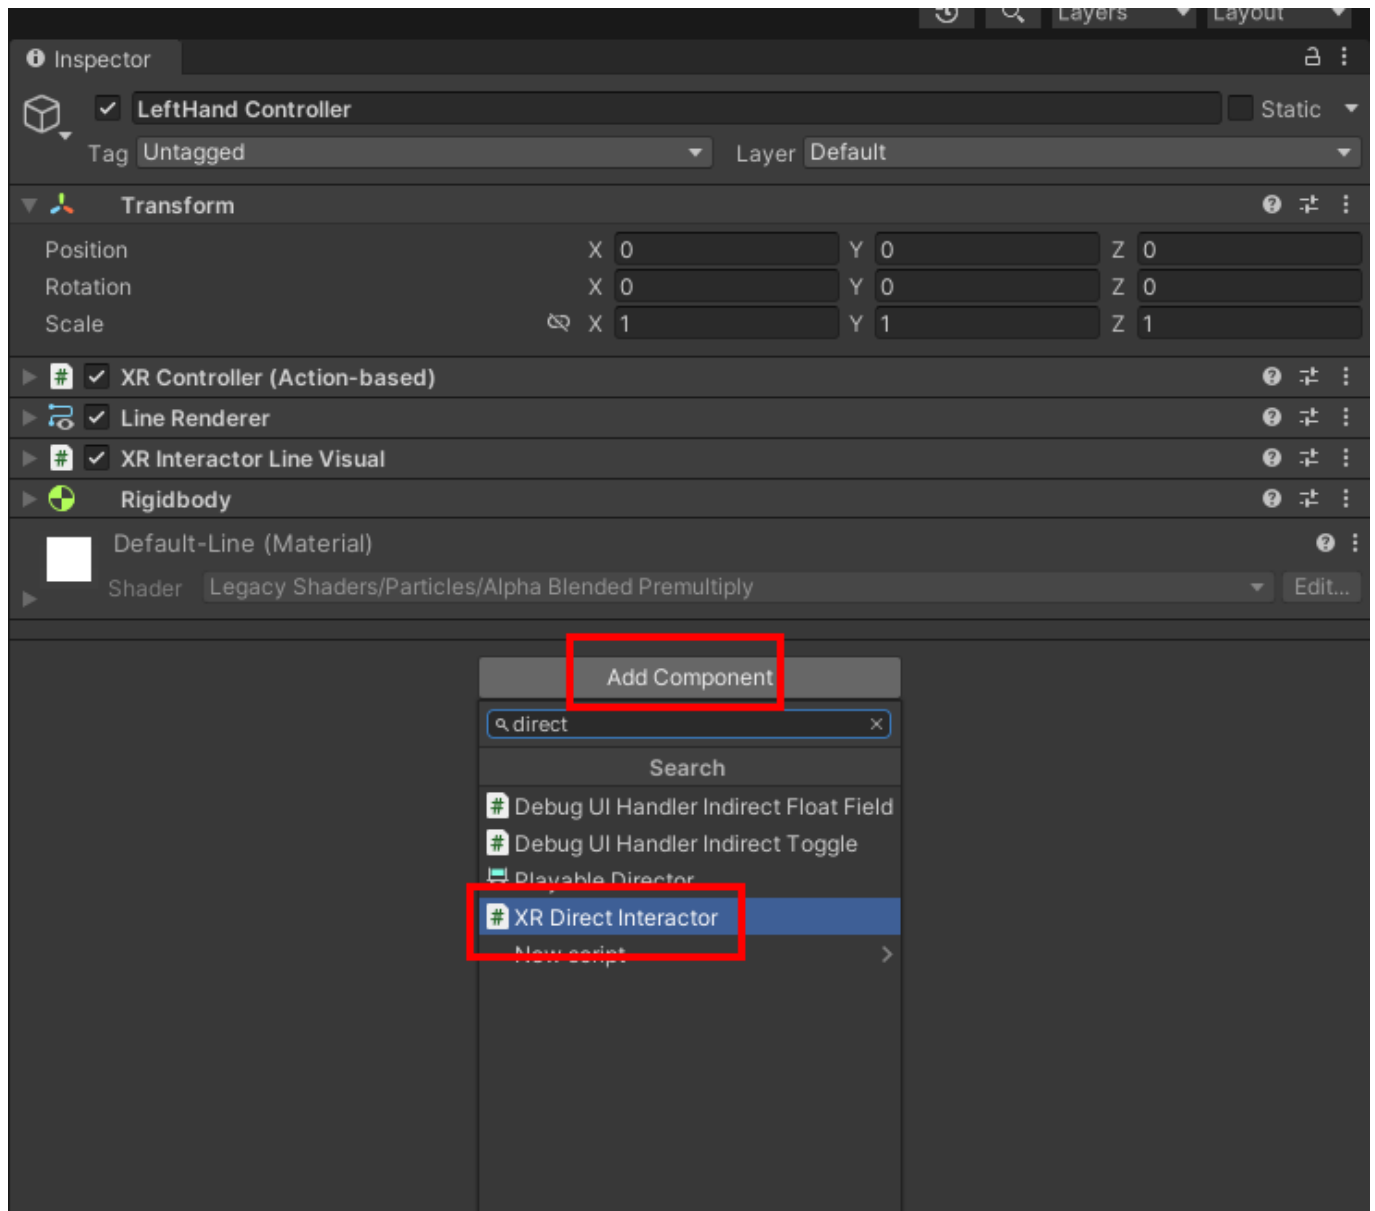 Layers Layout
Inspector
LeftHand Controller Static
Tag Untagged Layer Default
Transform
Position X 0 Y 0 Z 0
Rotation X 0 Y 0 Z 0
Scale X 1 Y 1 Z 1
# XR Controller (Action-based)
Line Renderer
# XR Interactor Line Visual
Rigidbody
Default-Line (Material)
Shader Legacy Shaders/Particles/Alpha Blended Premultiply Edit...
Add Component
direct
Search
# Debug UI Handler Indirect Float Field
# Debug UI Handler Indirect Toggle
Playable Director
# XR Direct Interactor
New script